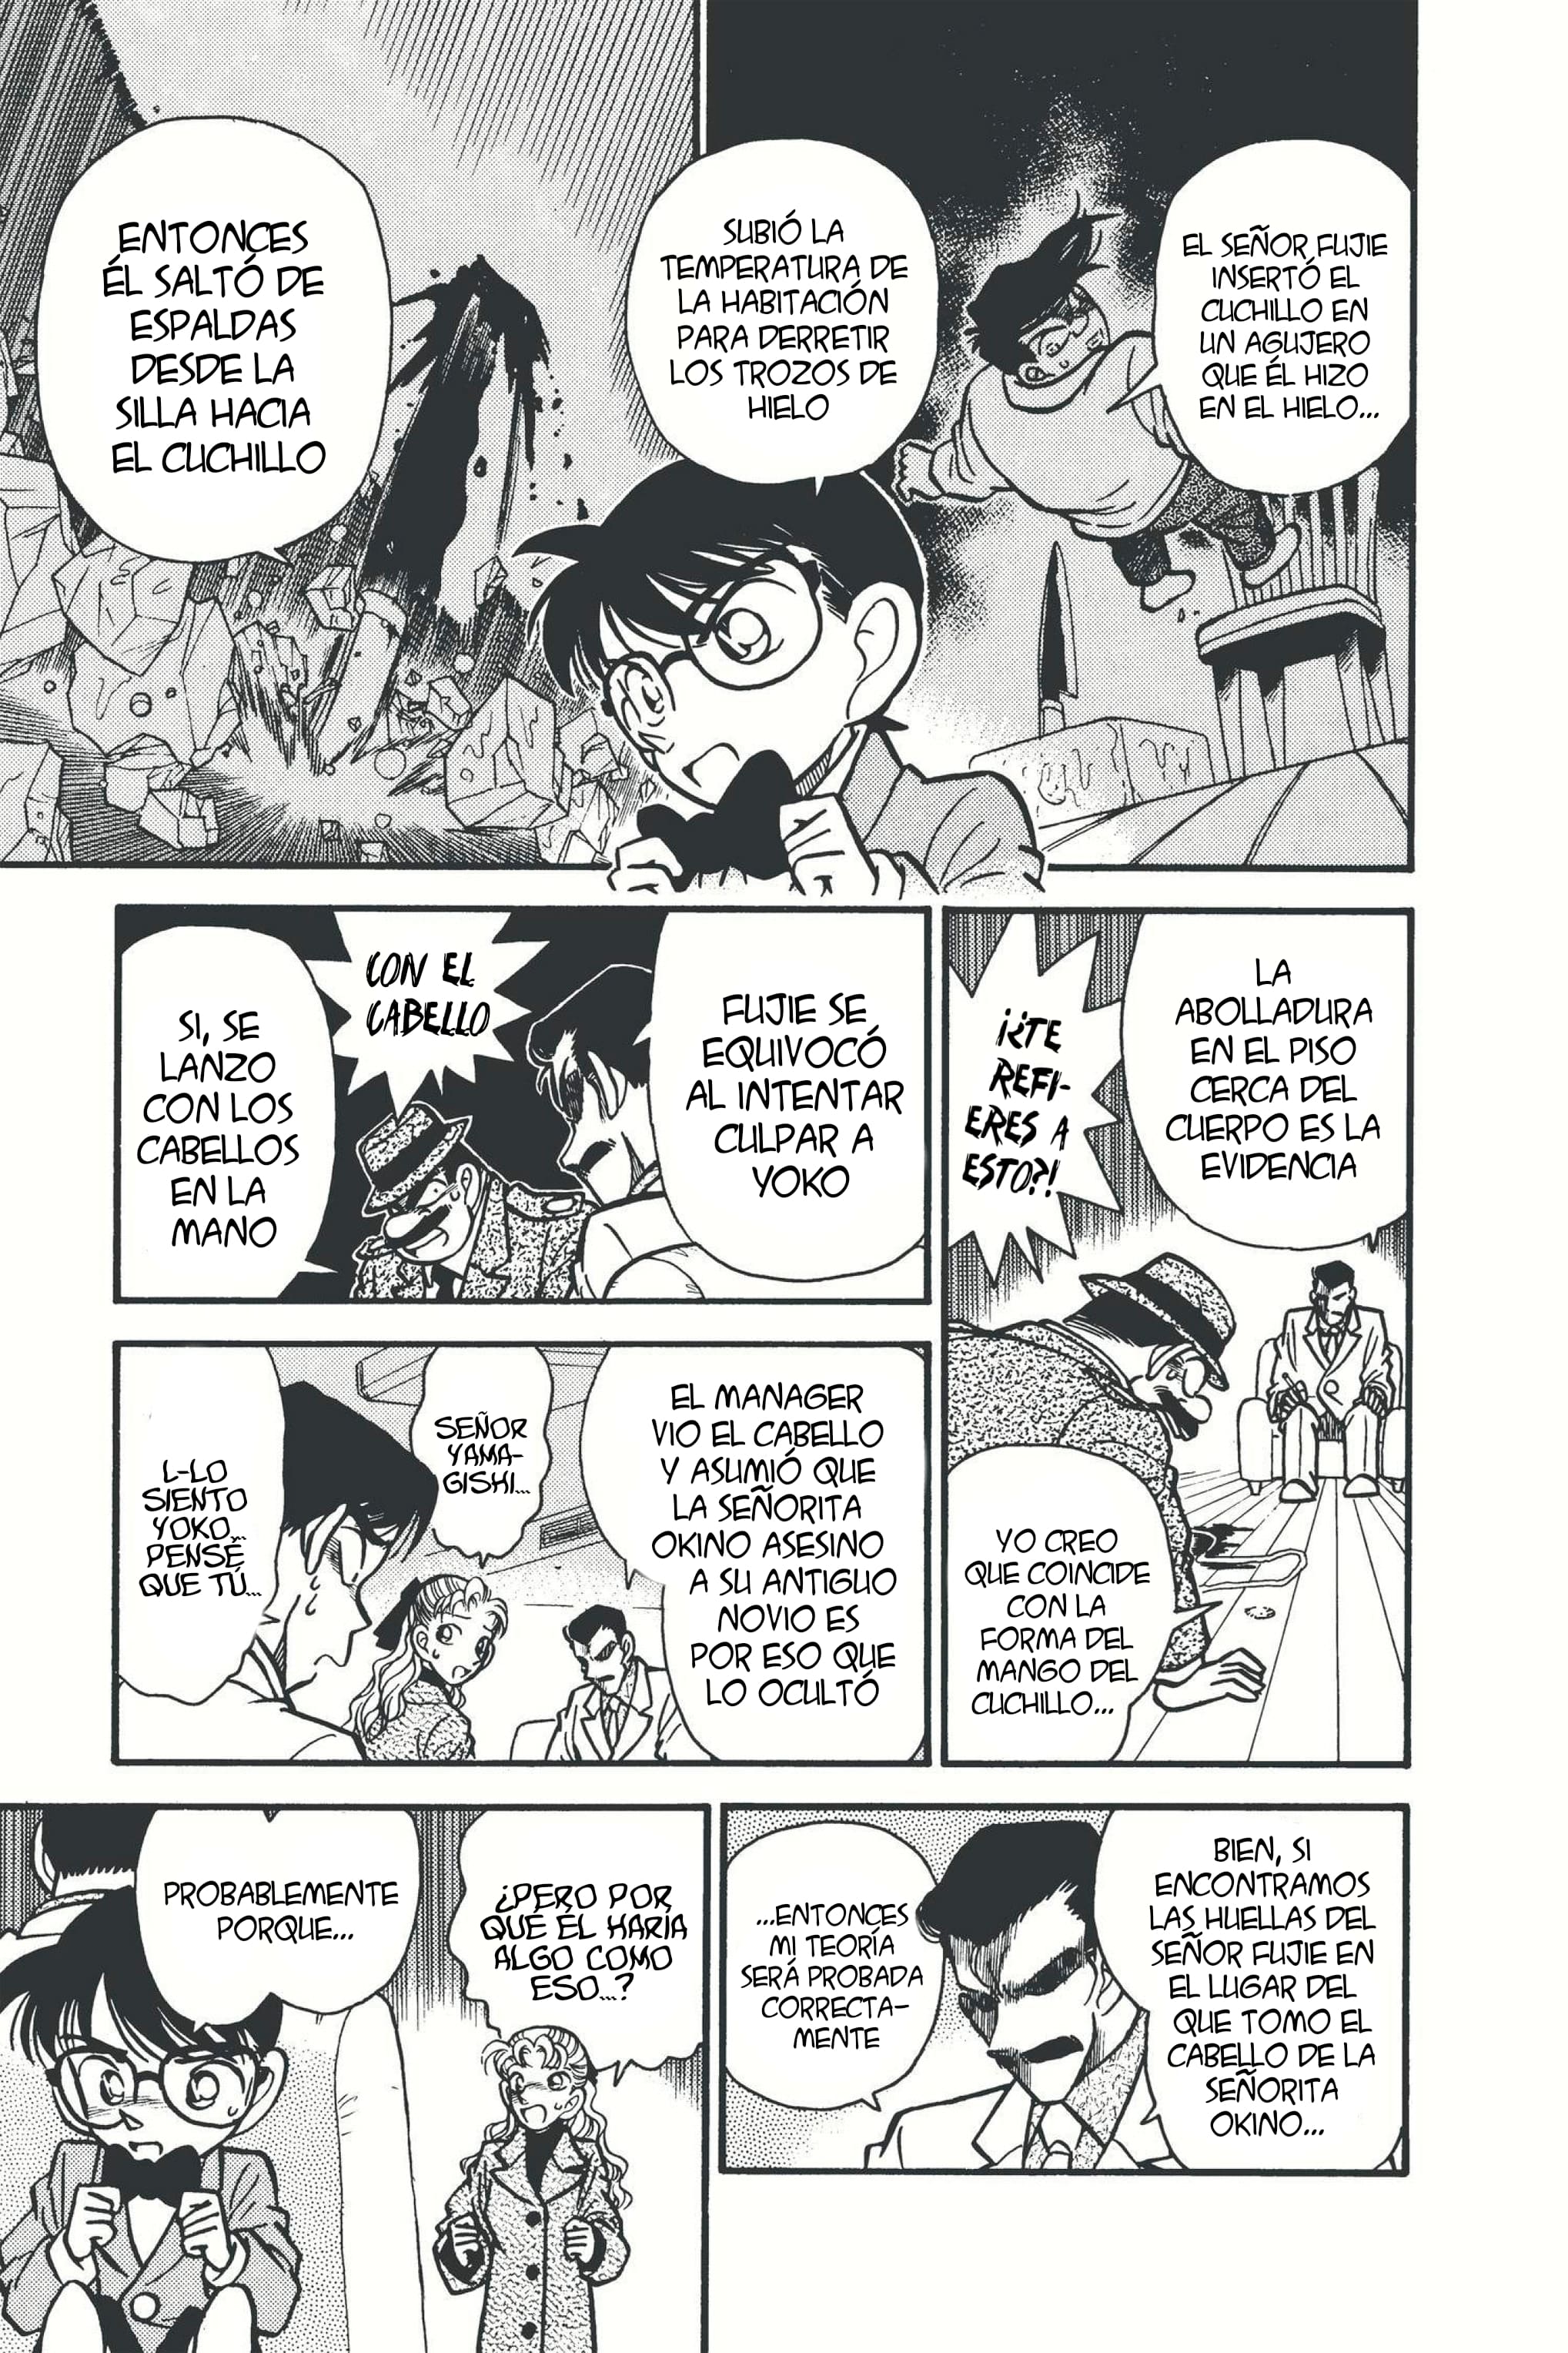 EL SEÑOR FUJIE
INSERTÓ EL
CUCHILLO EN
UN AGUJERO
QUE ÉL HIZO
EN EL HIELO...
SUBIÓ LA
TEMPERATURA DE
LA HABITACIÓN
PARA DERRETIR
LOS TROZOS DE
HIELO
ENTONCES
ÉL SALTÓ DE
ESPALDAS
DESDE LA
SILLA HACIA
EL CUCHILLO
LA
ABOLLADURA
EN EL PISO
CERCA DEL
CUERPO ES LA
EVIDENCIA
¡¿TE
REFI-
ERES A
ESTO?!
YO CREO
QUE COINCIDE
CON LA
FORMA DEL
MANGO DEL
CUCHILLO...
FUJIE SE
EQUIVOCÓ
AL INTENTAR
CULPAR A
YOKO
CON EL
CABELLO
SI, SE
LANZO
CON LOS
CABELLOS
EN LA
MANO
EL MANAGER
VIO EL CABELLO
Y ASUMIÓ QUE
LA SEÑORITA
OKINO ASESINO
A SU ANTIGUO
NOVIO ES
POR ESO QUE
LO OCULTÓ
SEÑOR
YAMA-
GISHI...
L-LO
SIENTO
YOKO...
PENSÉ
QUE TÚ...
BIEN, SI
ENCONTRAMOS
LAS HUELLAS DEL
SEÑOR FUJIE EN
EL LUGAR DEL
QUE TOMO EL
CABELLO DE LA
SEÑORITA
OKINO...
...ENTONCES
MI TEORÍA
SERÁ PROBADA
CORRECTA-
MENTE
¿PERO POR
QUÉ ÉL HARÍA
ALGO COMO
ESO...?
PROBABLEMENTE
PORQUE...